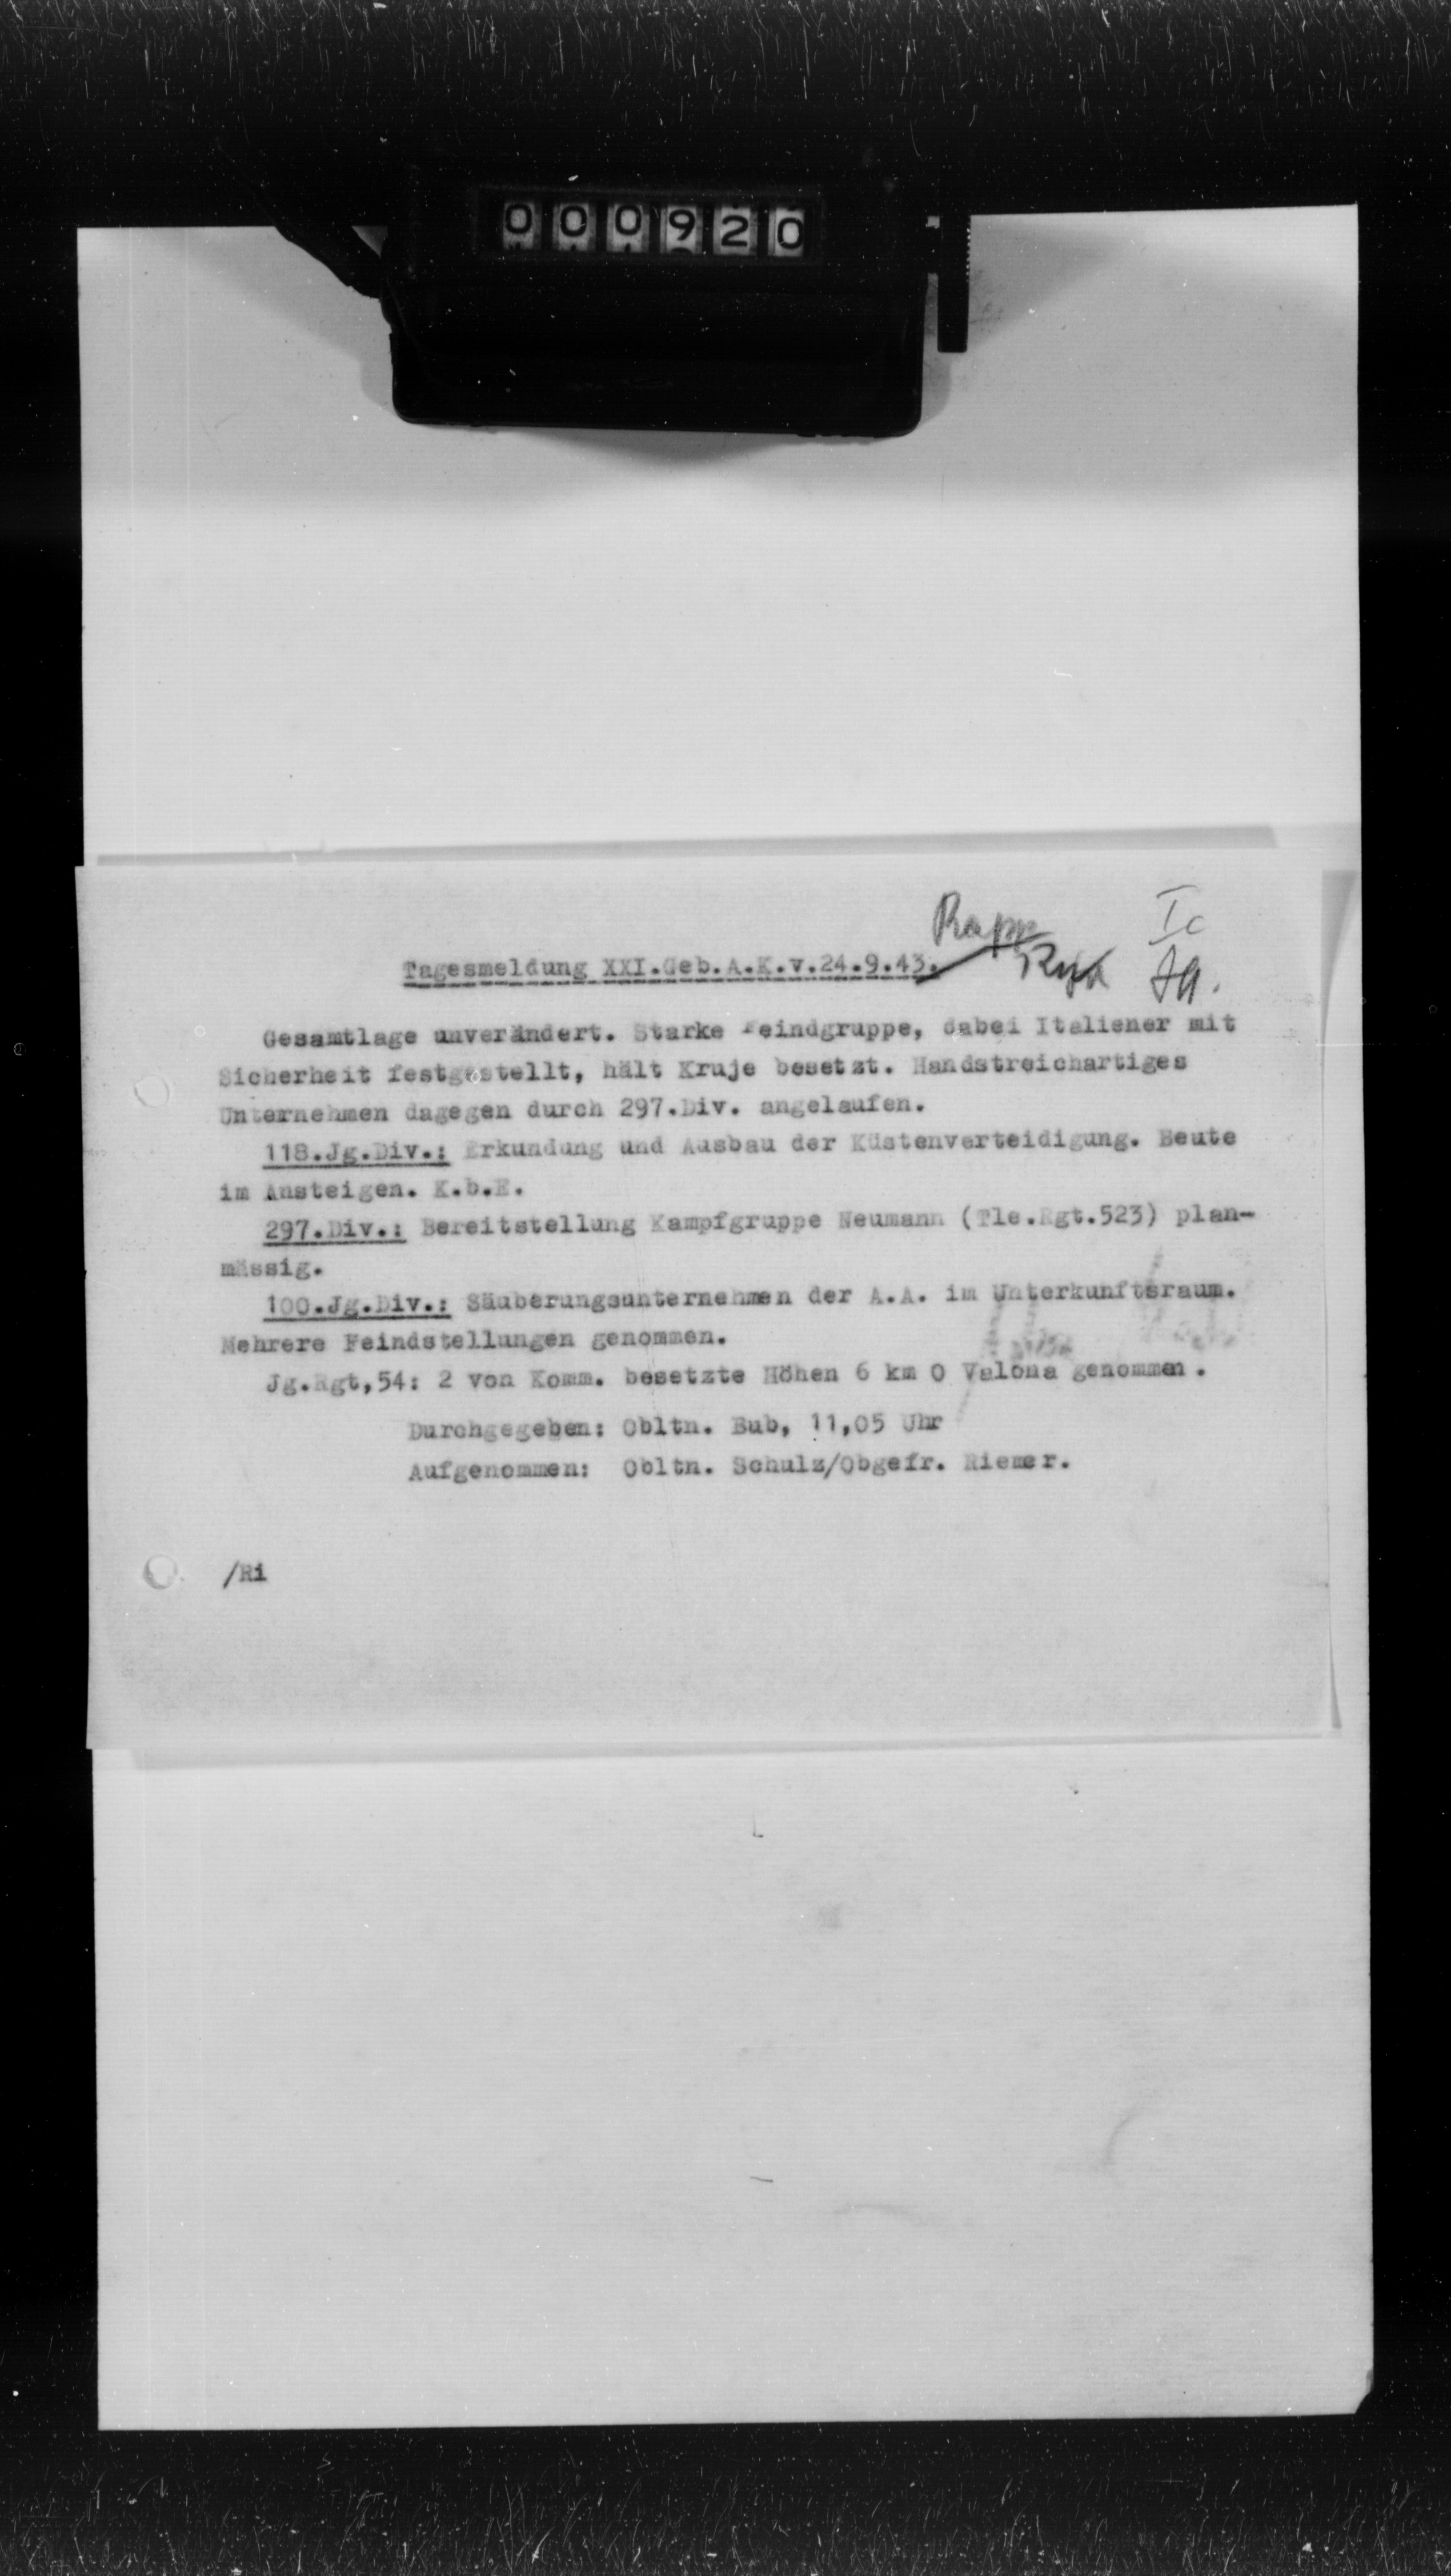 000920
Rapp
Ic
Tagesmeldung XXI.Geb.A.K.v.24.9.43.
Gesamtlage unverändert. Starke Feindgruppe, dabei Italiener mit
Sicherheit festgestellt, hält Kruje besetzt. Handstreichartiges
Unternehmen dagegen durch 297.Div. angelaufen.
118.Jg.Div.: Erkundung und Ausbau der Küstenverteidigung. Beute
im Ansteigen. K.b.E.
297.Div.: Bereitstellung Kampfgruppe Neumann (Tle.Rgt.523) plan-
mässig.
100.Jg.Div.: Säuberungsunternehmen der A.A. im Unterkunftsraum.
Mehrere Feindstellungen genommen.
Jg.Rgt,54: 2 von Komm. besetzte Höhen 6 km O Valona genommen.
Durchgegeben: Obltn. Bub, 11,05 Uhr
Aufgenommen: Obltn. Schulz/Obgefr. Riemer.
/Ri